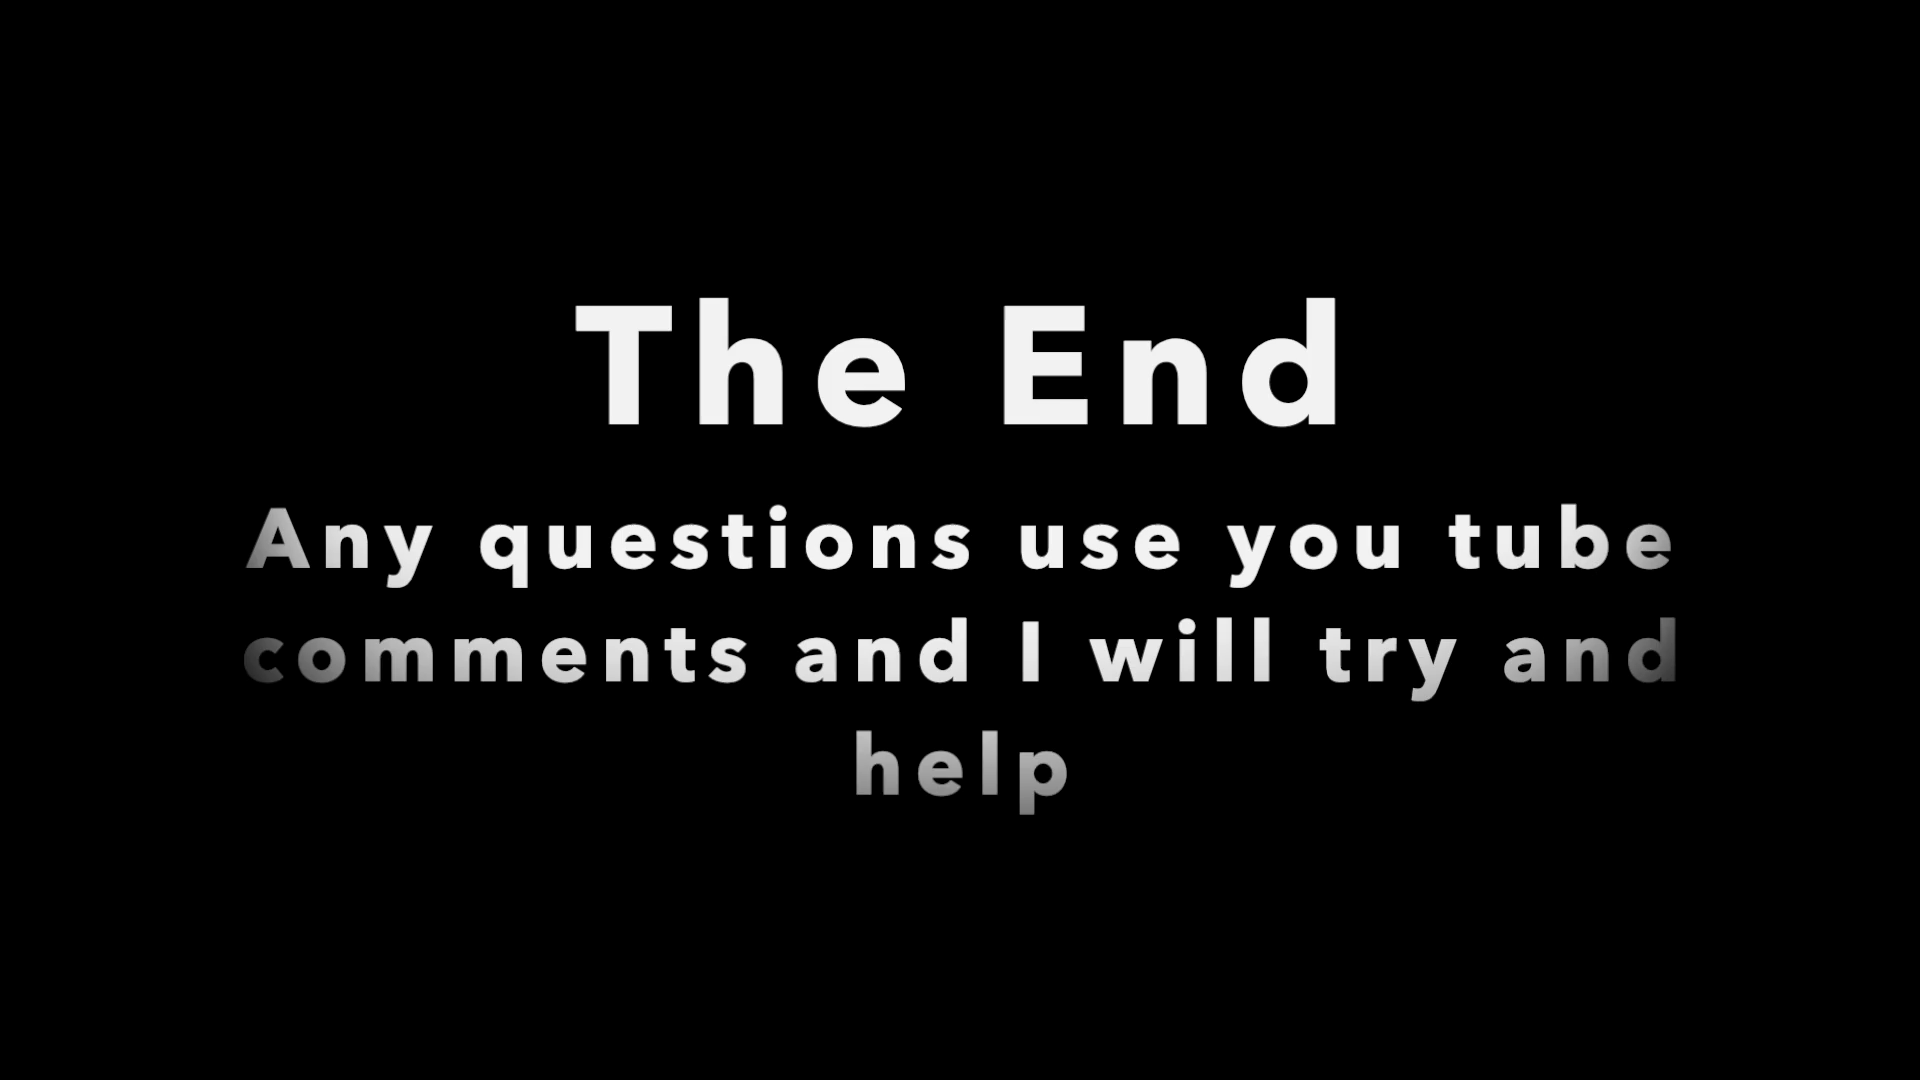 The End
Any questions use you tube
comments and I will try and
help